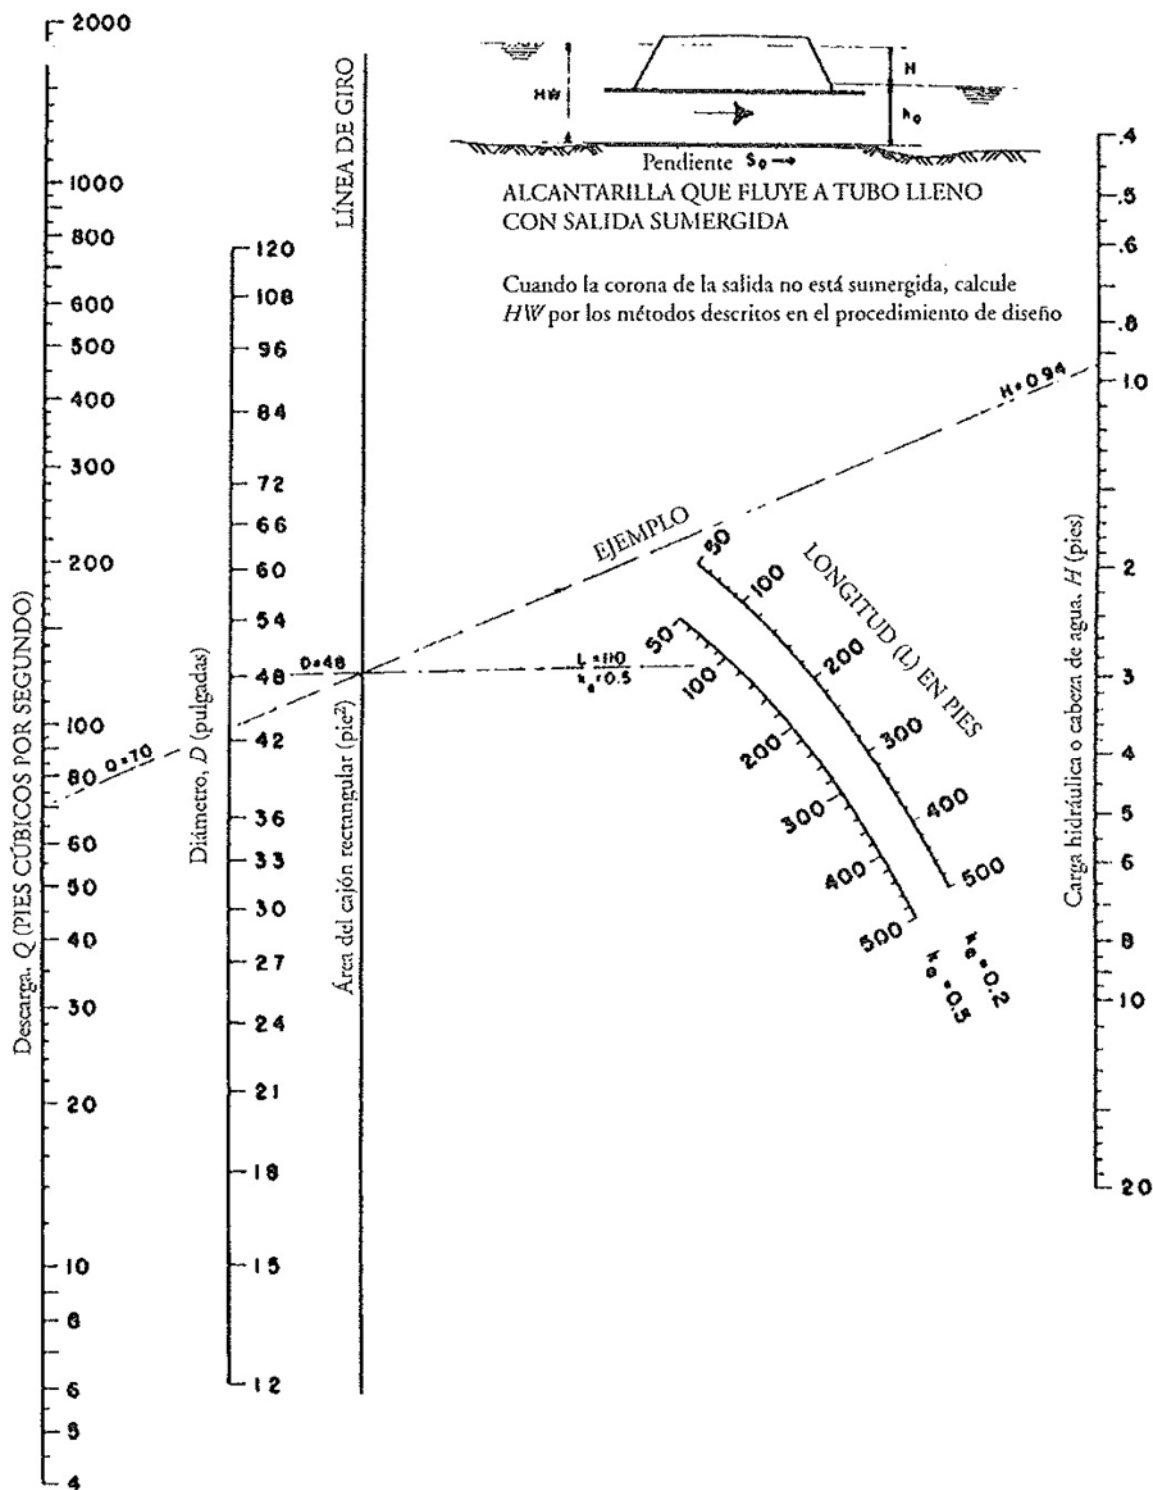 2000
1000
800
600
500
400
300
200
100
80
60
50
40
30
20
10
8
6
5
4
Descarga, Q (PIES CÚBICOS POR SEGUNDO)
Q=70
120
108
96
84
72
66
60
54
48
42
36
33
30
27
24
21
18
15
12
Diámetro, D (pulgadas)
D=48
LÍNEA DE GIRO
Área del cajón rectangular (pie²)
HW
H
h₀
Pendiente S₀→
ALCANTARILLA QUE FLUYE A TUBO LLENO
CON SALIDA SUMERGIDA
Cuando la corona de la salida no está sumergida, calcule
HW por los métodos descritos en el procedimiento de diseño
H=0.94
EJEMPLO
L=110
kₑ=0.5
LONGITUD (L) EN PIES
50
100
200
300
400
500
kₑ=0.2
50
100
200
300
400
500
kₑ=0.5
.4
.5
.6
.8
1.0
2
3
4
5
6
8
10
20
Carga hidráulica o cabeza de agua, H (pies)